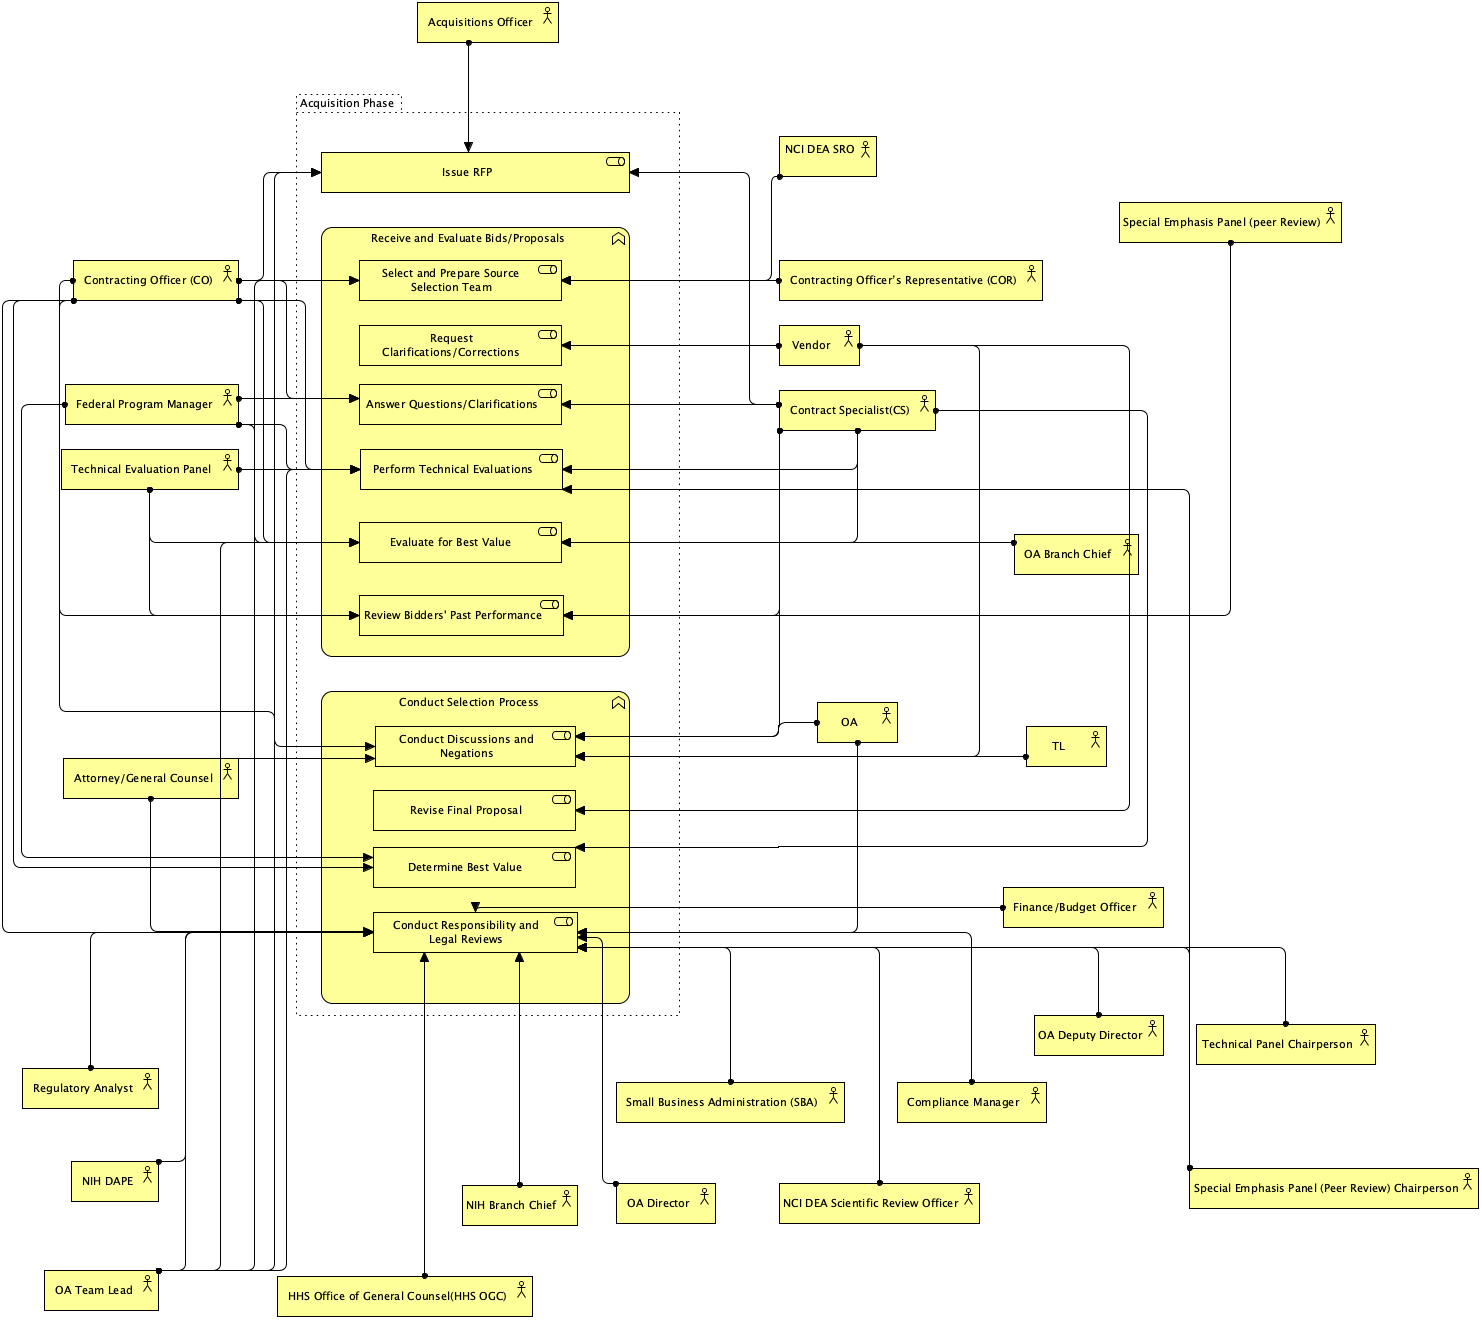 Acquisitions Officer
Acquisition Phase
Issue RFP
NCI DEA SRO
Special Emphasis Panel (peer Review)
Receive and Evaluate Bids/Proposals
Contracting Officer (CO)
Select and Prepare Source
Selection Team
Contracting Officer's Representative (COR)
Request
Clarifications/Corrections
Vendor
Federal Program Manager
Answer Questions/Clarifications
Contract Specialist(CS)
Technical Evaluation Panel
Perform Technical Evaluations
Evaluate for Best Value
OA Branch Chief
Review Bidders' Past Performance
Conduct Selection Process
OA
Conduct Discussions and
Negations
TL
Attorney/General Counsel
Revise Final Proposal
Determine Best Value
Finance/Budget Officer
Conduct Responsibility and
Legal Reviews
OA Deputy Director
Technical Panel Chairperson
Regulatory Analyst
Small Business Administration (SBA)
Compliance Manager
NIH DAPE
Special Emphasis Panel (Peer Review) Chairperson
NIH Branch Chief
OA Director
NCI DEA Scientific Review Officer
OA Team Lead
HHS Office of General Counsel(HHS OGC)